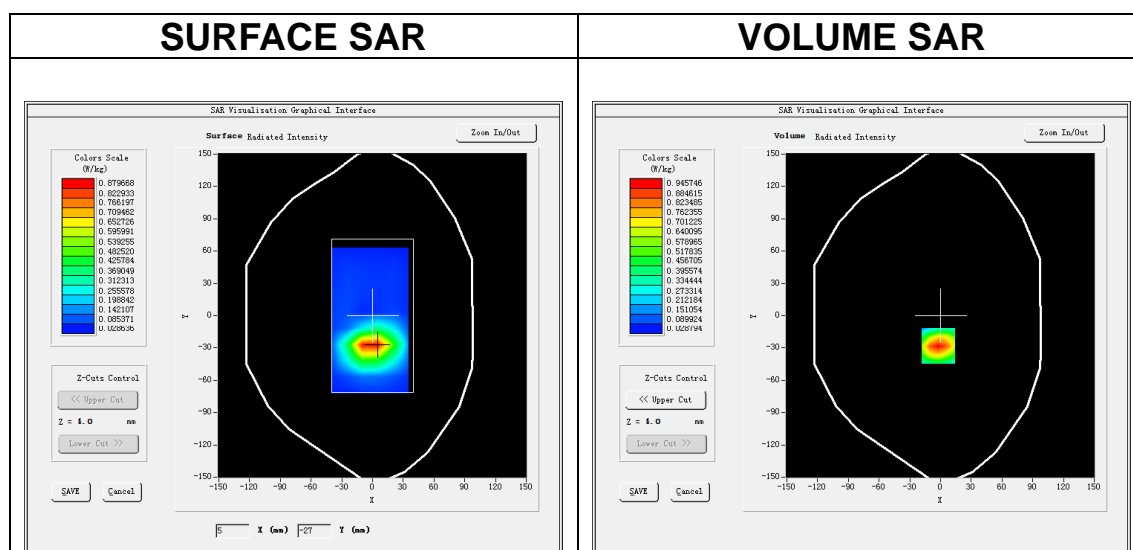 SURFACE SAR
VOLUME SAR
SAR Visualisation Graphical Interface
Surface Radiated Intensity
Zoom In/Out
Colors Scale
(W/kg)
0.879668
0.822933
0.766197
0.709462
0.652726
0.595991
0.539255
0.482520
0.425784
0.369049
0.312313
0.255578
0.198842
0.142107
0.085371
0.028636
150
120
90
60
30
0
-30
-60
-90
-120
-150
Y
-150 -120 -90 -60 -30 0 30 60 90 120 150
X
Z-Cuts Control
<< Upper Cut
Z = 4.0 mm
Lower Cut >>
SAVE
Cancel
5 X (mm) -27 Y (mm)
SAR Visualisation Graphical Interface
Volume Radiated Intensity
Zoom In/Out
Colors Scale
(W/kg)
0.945746
0.884615
0.823485
0.762355
0.701225
0.640095
0.578965
0.517835
0.456705
0.395574
0.334444
0.273314
0.212184
0.151054
0.089924
0.028794
150
120
90
60
30
0
-30
-60
-90
-120
-150
Y
-150 -120 -90 -60 -30 0 30 60 90 120 150
X
Z-Cuts Control
<< Upper Cut
Z = 4.0 mm
Lower Cut >>
SAVE
Cancel